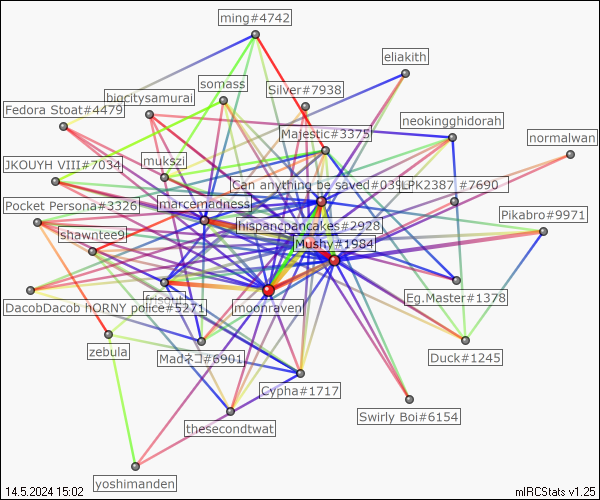 ming#4742
eliakith
somass
Silver#7938
bigcitysamurai
Fedora Stoat#4479
neokingghidorah
Majestic#3375
normalwan
mukszi
JKOUYH VIII#7034
Can anything be saved#039
LPK2387 #7690
marcemadness
Pocket Persona#3326
Pikabro#9971
hispancpancakes#2928
shawntee9
Mushy#1984
Eg.Master#1378
DacobDacob hORNY police#5271
moonraven
zebula
Madネコ#6901
Duck#1245
Cypha#1717
Swirly Boi#6154
thesecondtwat
yoshimanden
14.5.2024 15:02
mIRCStats v1.25